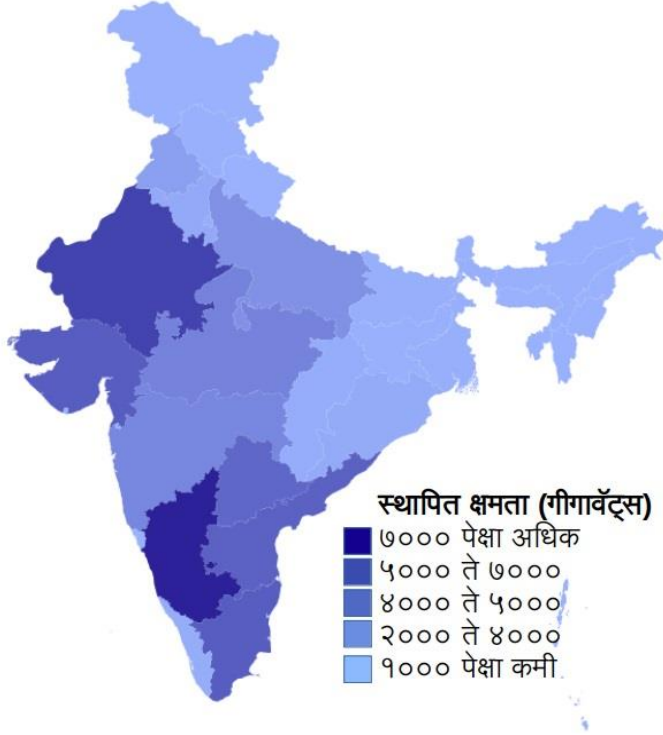 स्थापित क्षमता (गीगावॅट्स)
७००० पेक्षा अधिक
५००० ते ७०००
४००० ते ५०००
२००० ते ४०००
१००० पेक्षा कमी